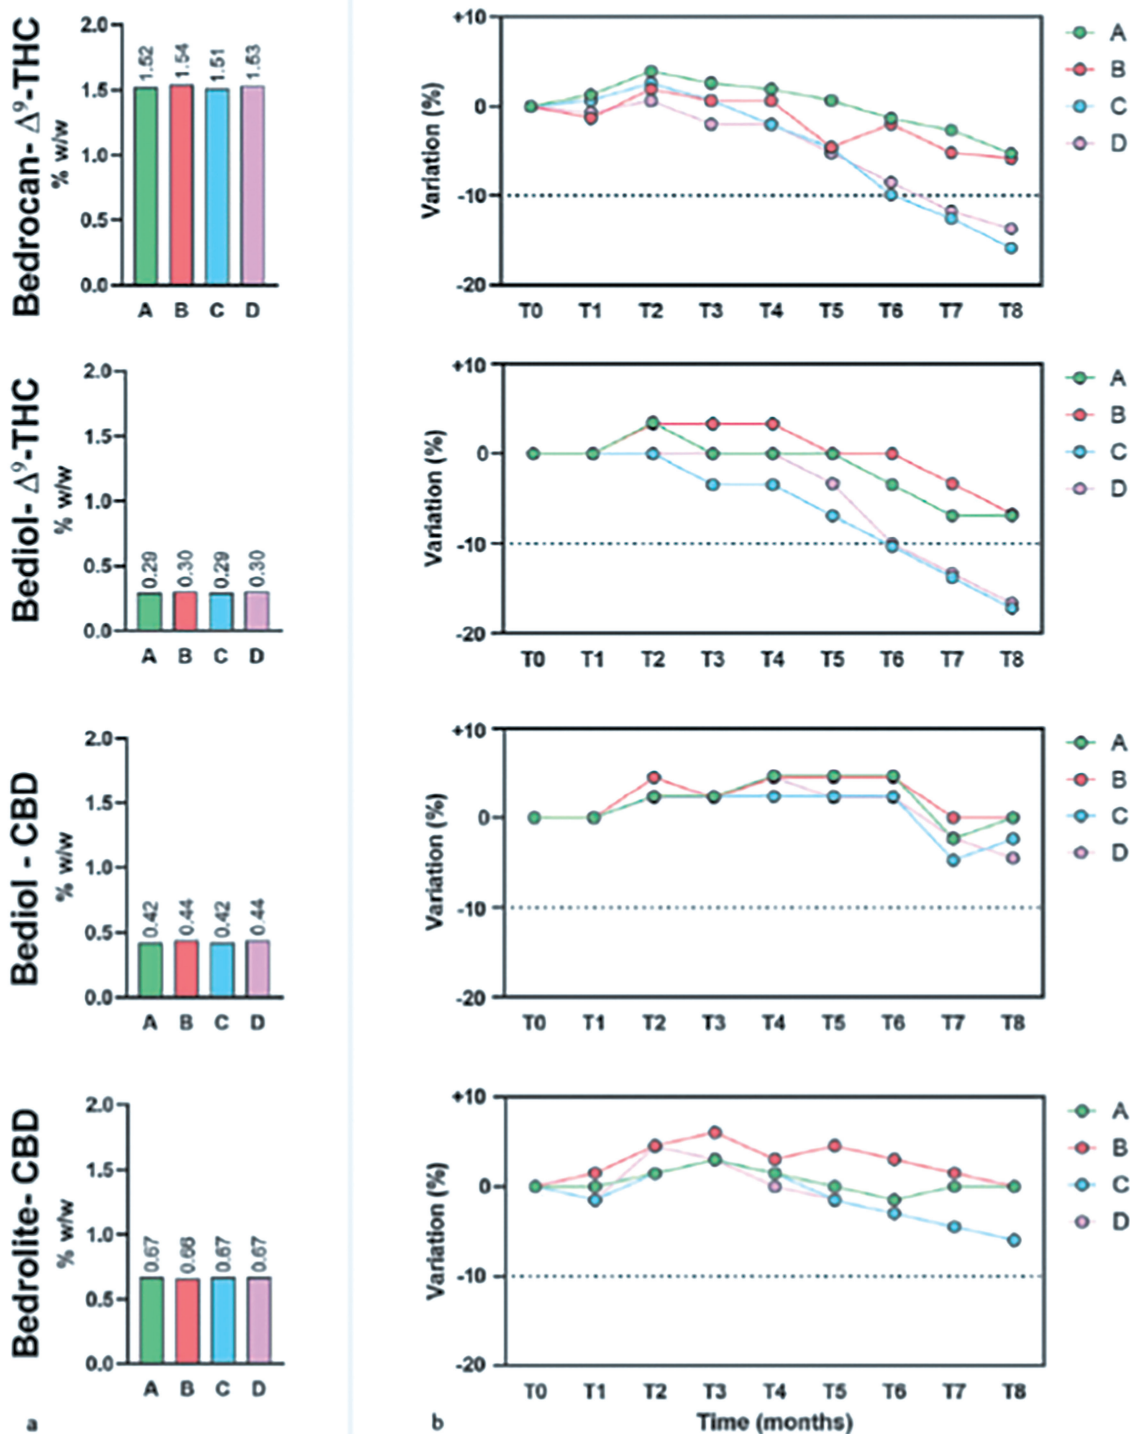 Bedrocan- Δ⁹-THC
% w/w
2.0
1.5
1.0
0.5
0.0
1.52
1.54
1.51
1.53
A B C D
Variation (%)
+10
0
-10
-20
T0 T1 T2 T3 T4 T5 T6 T7 T8
A
B
C
D
Bediol- Δ⁹-THC
% w/w
2.0
1.5
1.0
0.5
0.0
0.29
0.30
0.29
0.30
A B C D
Variation (%)
+10
0
-10
-20
T0 T1 T2 T3 T4 T5 T6 T7 T8
A
B
C
D
Bediol - CBD
% w/w
2.0
1.5
1.0
0.5
0.0
0.42
0.44
0.42
0.44
A B C D
Variation (%)
+10
0
-10
-20
T0 T1 T2 T3 T4 T5 T6 T7 T8
A
B
C
D
Bedrolite- CBD
% w/w
2.0
1.5
1.0
0.5
0.0
0.67
0.66
0.67
0.67
A B C D
Variation (%)
+10
0
-10
-20
T0 T1 T2 T3 T4 T5 T6 T7 T8
A
B
C
D
a
b
Time (months)